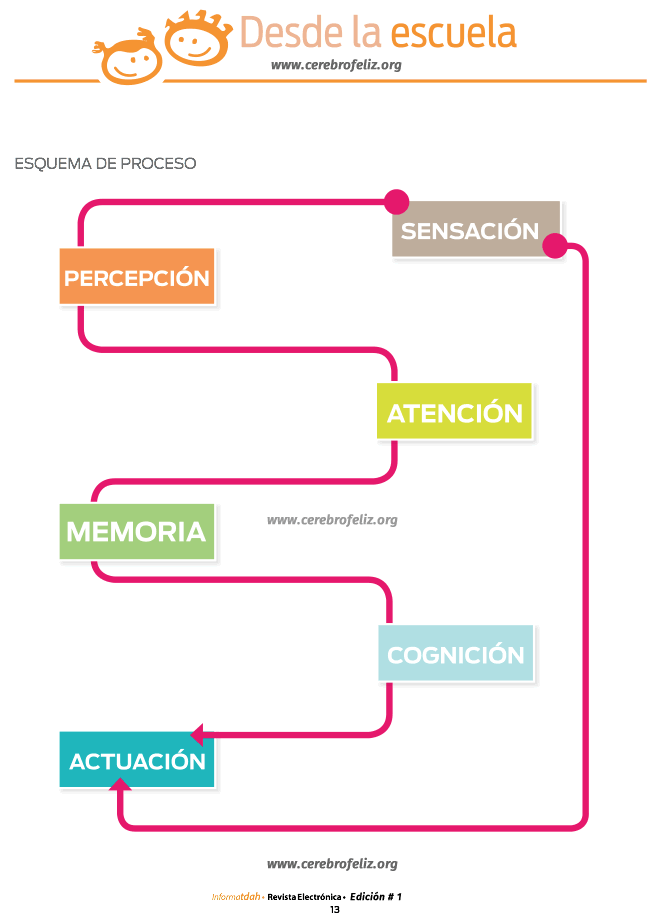 Desde la escuela
www.cerebrofeliz.org
ESQUEMA DE PROCESO
SENSACIÓN
PERCEPCIÓN
ATENCIÓN
MEMORIA
www.cerebrofeliz.org
COGNICIÓN
ACTUACIÓN
www.cerebrofeliz.org
Informatdah • Revista Electrónica • Edición # 1
13